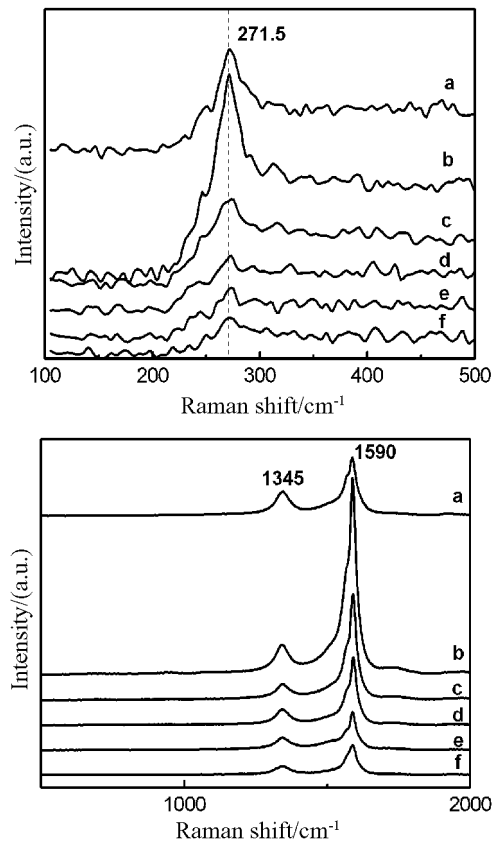 271.5
a
b
c
d
e
f
Intensity/(a.u.)
100 200 300 400 500
Raman shift/cm-1
1590
1345
a
b
c
d
e
f
Intensity/(a.u.)
1000 2000
Raman shift/cm-1